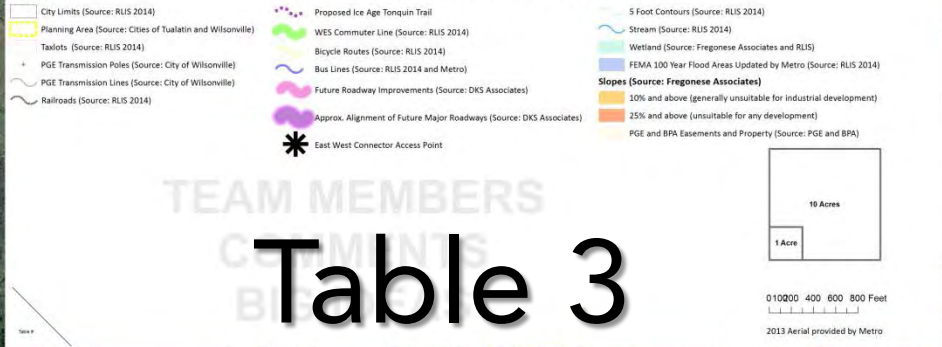 City Limits (Source: RLIS 2014)
Planning Area (Source: Cities of Tualatin and Wilsonville)
Taxlots (Source: RLIS 2014)
PGE Transmission Poles (Source: City of Wilsonville)
PGE Transmission Lines (Source: City of Wilsonville)
Railroads (Source: RLIS 2014)
Proposed Ice Age Tonquin Trail
WES Commuter Line (Source: RLIS 2014)
Bicycle Routes (Source: RLIS 2014)
Bus Lines (Source: RLIS 2014 and Metro)
Future Roadway Improvements (Source: DKS Associates)
Approx. Alignment of Future Major Roadways (Source: DKS Associates)
East West Connector Access Point
5 Foot Contours (Source: RLIS 2014)
Stream (Source: RLIS 2014)
Wetland (Source: Fregonese Associates and RLIS)
FEMA 100 Year Flood Areas Updated by Metro (Source: RLIS 2014)
Slopes (Source: Fregonese Associates)
10% and above (generally unsuitable for industrial development)
25% and above (unsuitable for any development)
PGE and BPA Easements and Property (Source: PGE and BPA)
10 Acres
1 Acre
TEAM MEMBERS
COMMENTS
BIG IDEAS
Table 3
Table #
0 100 200 400 600 800 Feet
2013 Aerial provided by Metro